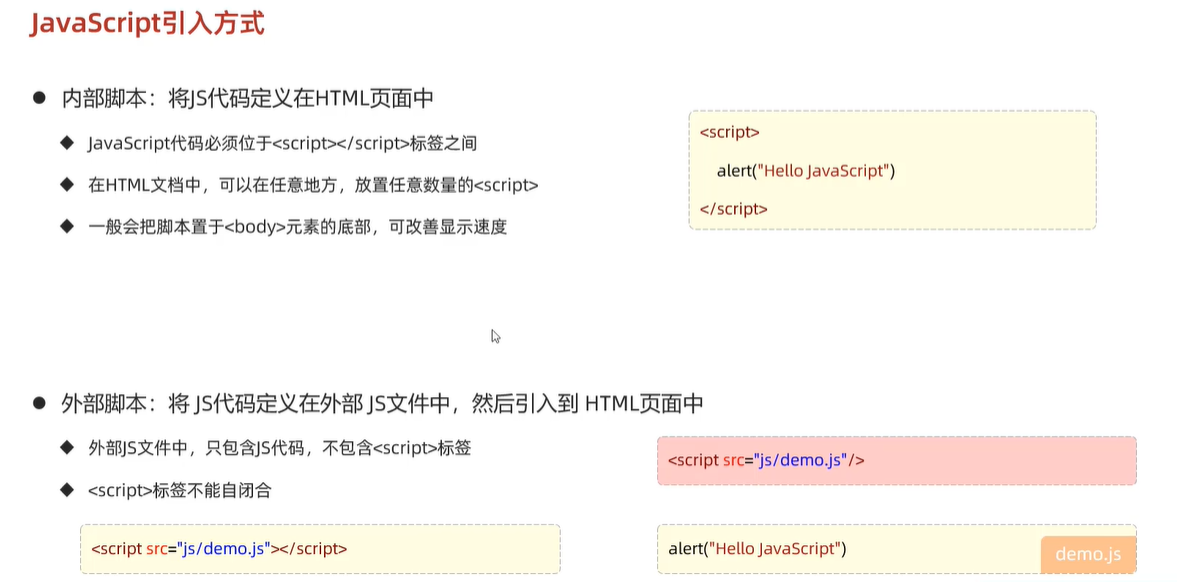 JavaScript引入方式
● 内部脚本：将JS代码定义在HTML页面中
◆ JavaScript代码必须位于<script></script>标签之间
◆ 在HTML文档中，可以在任意地方，放置任意数量的<script>
◆ 一般会把脚本置于<body>元素的底部，可改善显示速度
<script>
alert("Hello JavaScript")
</script>
● 外部脚本：将 JS代码定义在外部 JS文件中，然后引入到 HTML页面中
◆ 外部JS文件中，只包含JS代码，不包含<script>标签
◆ <script>标签不能自闭合
<script src="js/demo.js"/>
<script src="js/demo.js"></script>
alert("Hello JavaScript")
demo.js